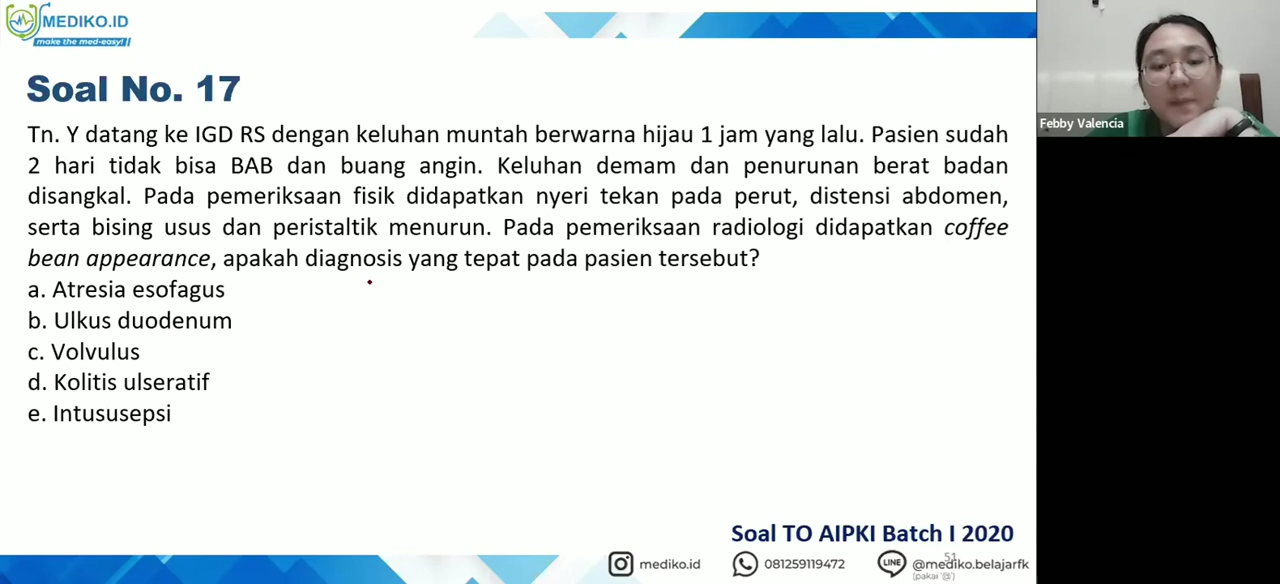 MEDIKO.ID
make the med-easy!
Soal No. 17
Tn. Y datang ke IGD RS dengan keluhan muntah berwarna hijau 1 jam yang lalu. Pasien sudah
2 hari tidak bisa BAB dan buang angin. Keluhan demam dan penurunan berat badan
disangkal. Pada pemeriksaan fisik didapatkan nyeri tekan pada perut, distensi abdomen,
serta bising usus dan peristaltik menurun. Pada pemeriksaan radiologi didapatkan coffee
bean appearance, apakah diagnosis yang tepat pada pasien tersebut?
a. Atresia esofagus
b. Ulkus duodenum
c. Volvulus
d. Kolitis ulseratif
e. Intususepsi
Febby Valencia
Soal TO AIPKI Batch I 2020
mediko.id
081259119472
LINE
@mediko.belajarfk
(pakai '@')
51